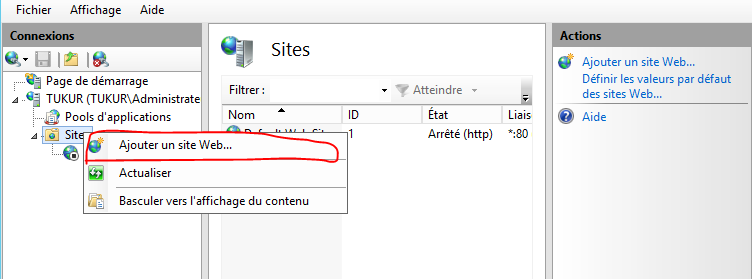 Fichier Affichage Aide
Connexions
Page de démarrage
TUKUR (TUKUR\Administrate
Pools d'applications
Sites
Ajouter un site Web...
Actualiser
Basculer vers l'affichage du contenu
Sites
Filtrer : Atteindre
Nom ID État Liais
1 Arrêté (http) *:80
Actions
Ajouter un site Web...
Définir les valeurs par défaut
des sites Web...
Aide